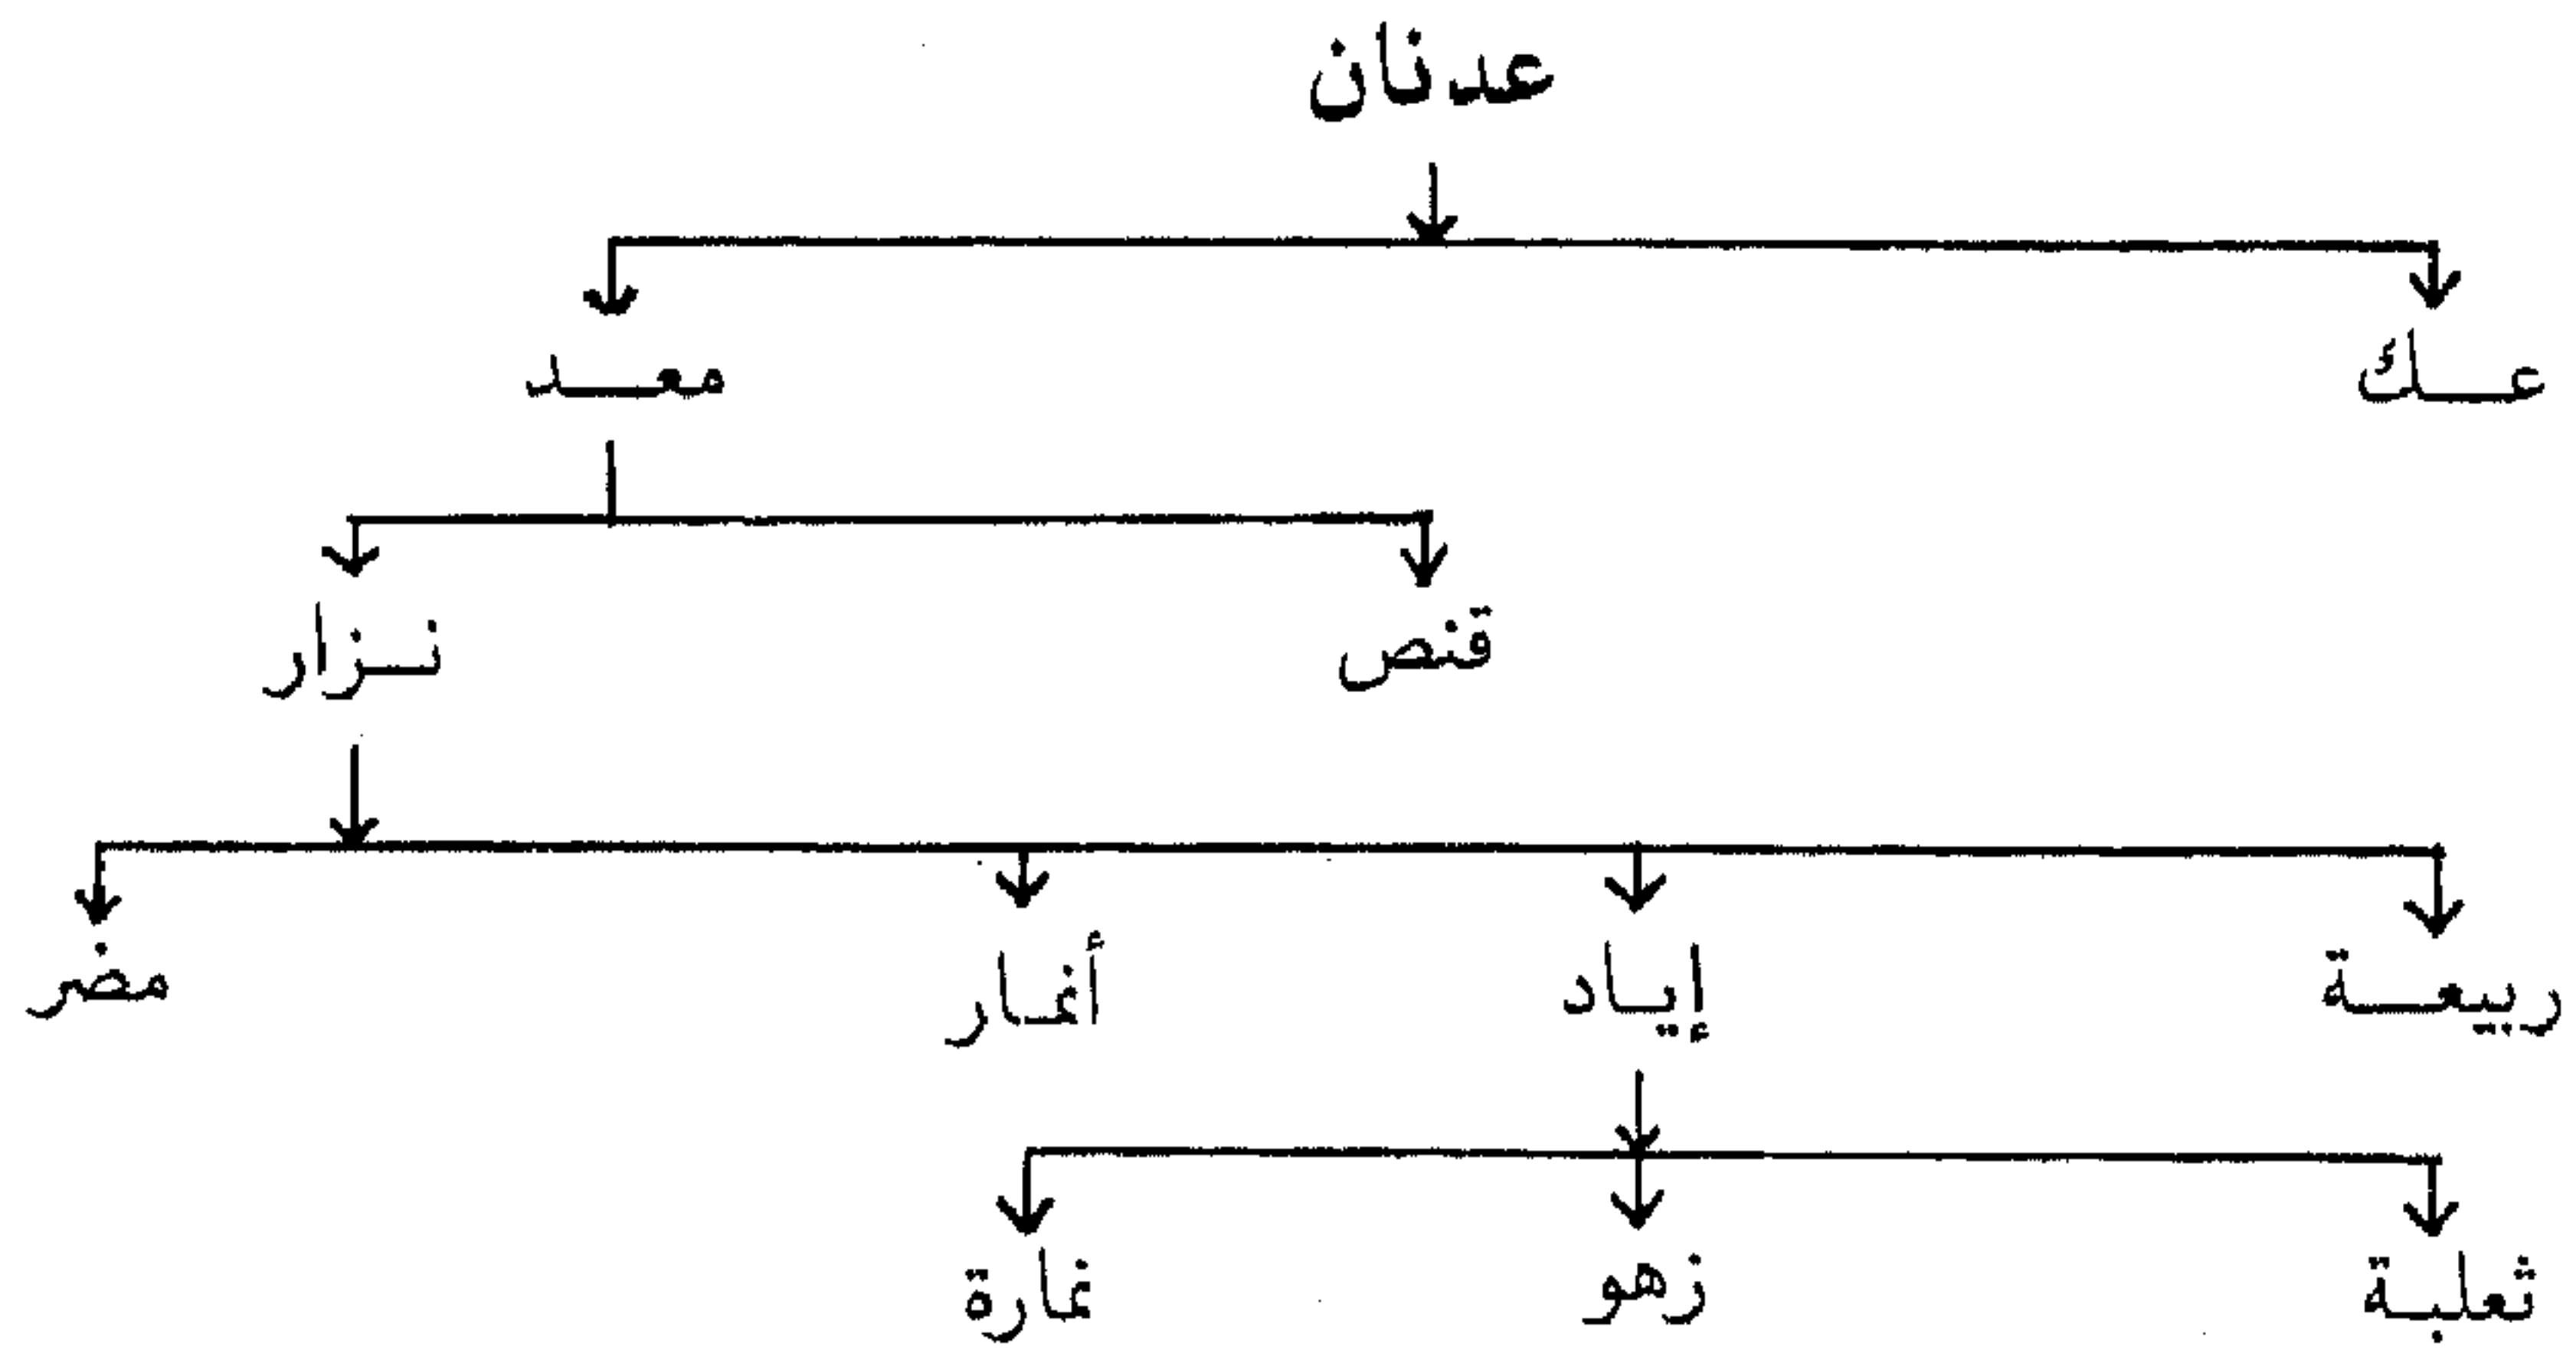 عدنان
عك معد
قنص نزار
ربيعة إياد أنمار مضر
ثعلبة زهو نمارة